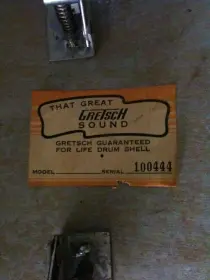 THAT GREAT
GRETSCH
SOUND
GRETSCH GUARANTEED
FOR LIFE DRUM SHELL
MODEL SERIAL 100444